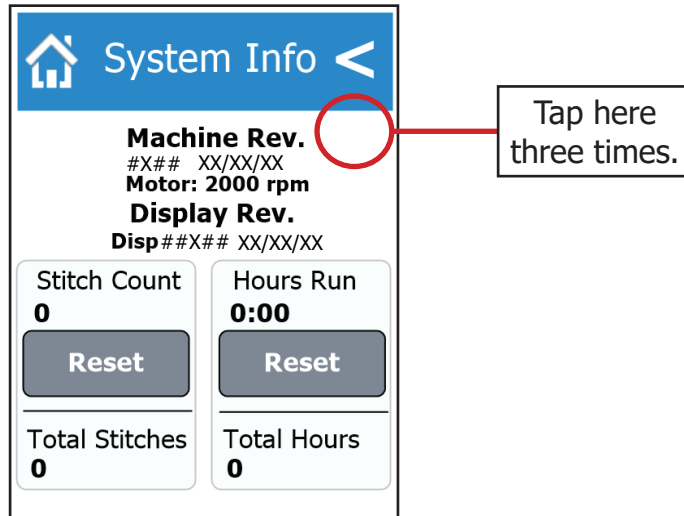 System Info <
Machine Rev.
#X## XX/XX/XX
Motor: 2000 rpm
Display Rev.
Disp##X## XX/XX/XX
Stitch Count
0
Reset
Total Stitches
0
Hours Run
0:00
Reset
Total Hours
0
Tap here
three times.